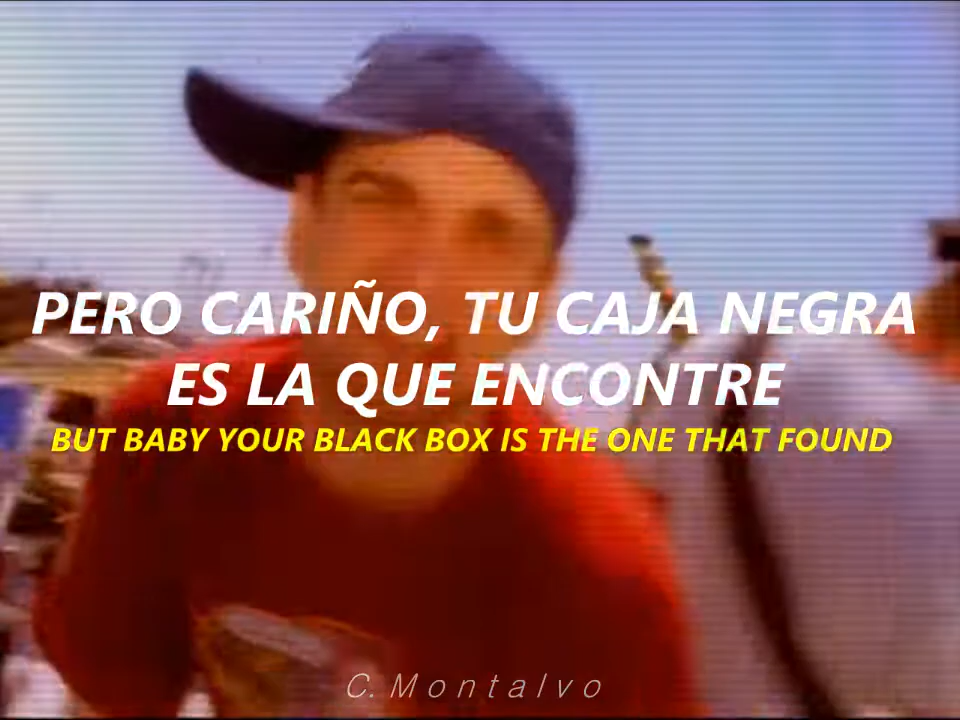 PERO CARIÑO, TU CAJA NEGRA
ES LA QUE ENCONTRE
BUT BABY YOUR BLACK BOX IS THE ONE THAT FOUND
C. Montalvo